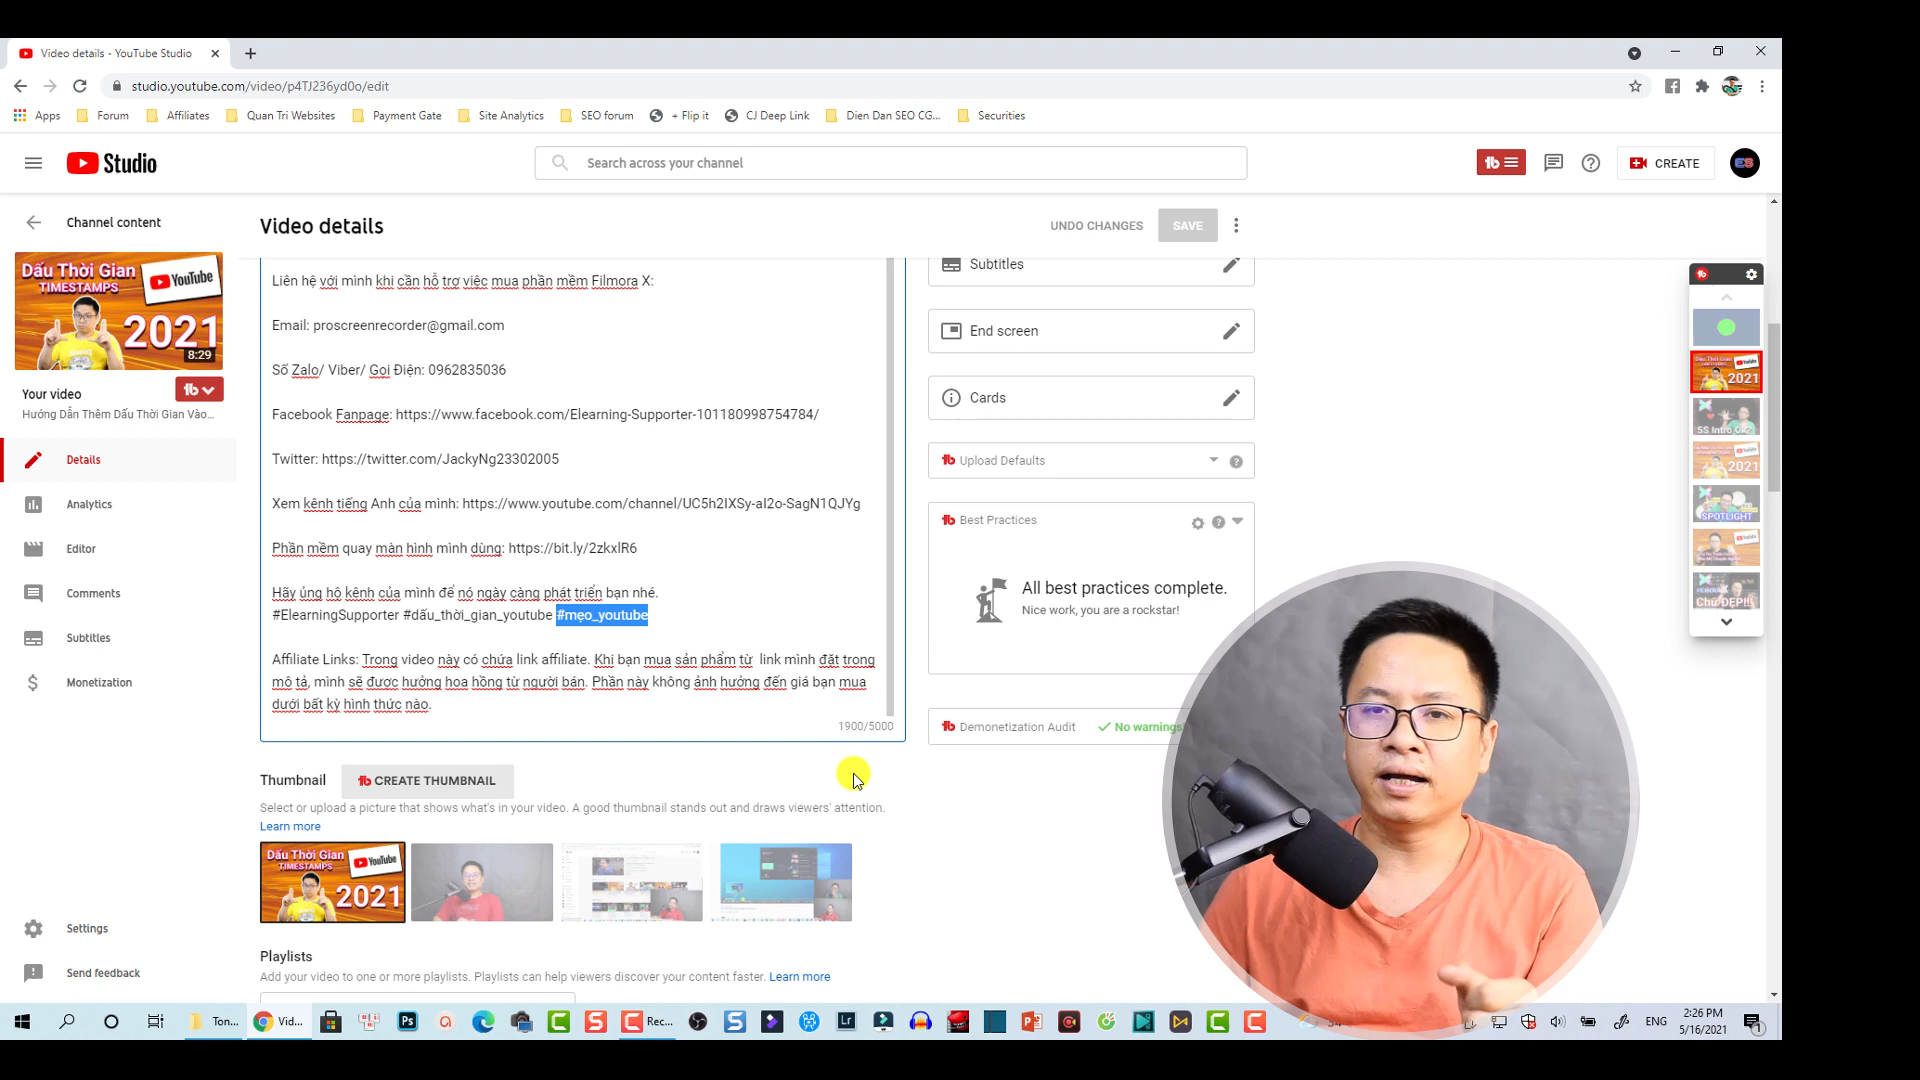 Video details - YouTube Studio
studio.youtube.com/video/p4TJ236yd0o/edit
Apps
Forum
Affiliates
Quan Tri Websites
Payment Gate
Site Analytics
SEO forum
+ Flip it
CJ Deep Link
Dien Dan SEO CG...
Securities
Studio
Search across your channel
CREATE
ES
Channel content
Video details
UNDO CHANGES
SAVE
Dấu Thời Gian
TIMESTAMPS
YouTube
2021
8:29
Your video
Hướng Dẫn Thêm Dấu Thời Gian Vào...
Details
Analytics
Editor
Comments
Subtitles
Monetization
Settings
Send feedback
Liên hệ với mình khi cần hỗ trợ việc mua phần mềm Filmora X:
Email: proscreenrecorder@gmail.com
Số Zalo/ Viber/ Gọi Điện: 0962835036
Facebook Fanpage: https://www.facebook.com/Elearning-Supporter-101180998754784/
Twitter: https://twitter.com/JackyNg23302005
Xem kênh tiếng Anh của mình: https://www.youtube.com/channel/UC5h2IXSy-aI2o-SagN1QJYg
Phần mềm quay màn hình mình dùng: https://bit.ly/2zkxlR6
Hãy ủng hộ kênh của mình để nó ngày càng phát triển bạn nhé.
#ElearningSupporter #dấu_thời_gian_youtube #mẹo_youtube
Affiliate Links: Trong video này có chứa link affiliate. Khi bạn mua sản phẩm từ link mình đặt trong
mô tả, mình sẽ được hưởng hoa hồng từ người bán. Phần này không ảnh hưởng đến giá bạn mua
dưới bất kỳ hình thức nào.
1900/5000
Thumbnail
CREATE THUMBNAIL
Select or upload a picture that shows what's in your video. A good thumbnail stands out and draws viewers' attention.
Learn more
Dấu Thời Gian
TIMESTAMPS
YouTube
2021
Playlists
Add your video to one or more playlists. Playlists can help viewers discover your content faster. Learn more
Subtitles
End screen
Cards
Upload Defaults
Best Practices
All best practices complete.
Nice work, you are a rockstar!
Demonetization Audit
No warnings
2021
SPOTLIGHT
Ton...
Vid...
Rec...
ENG
2:26 PM
5/16/2021